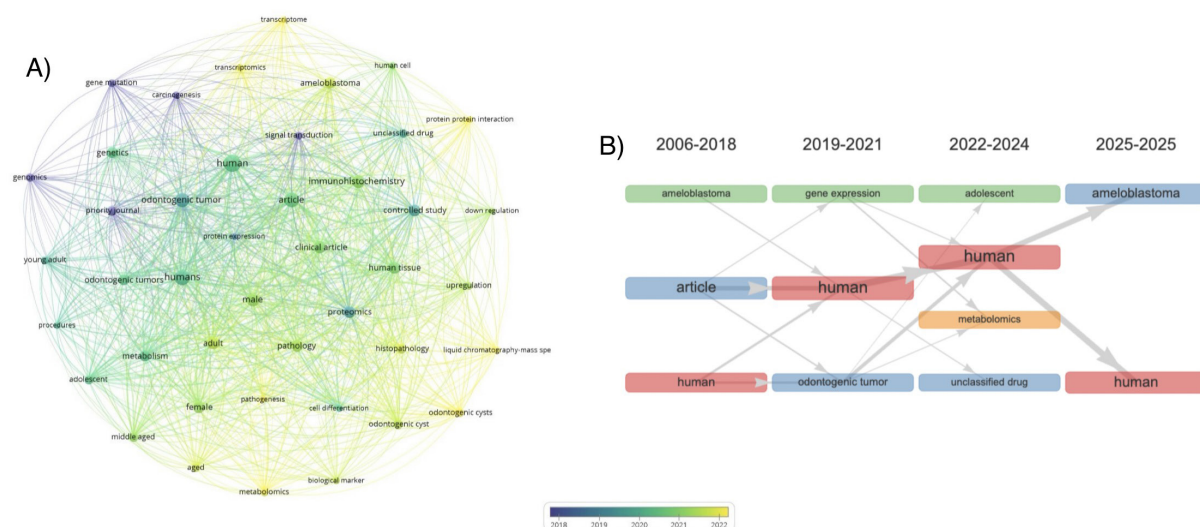 A)
transcriptome
transcriptomics
human cell
gene mutation
ameloblastoma
carcinogenesis
protein protein interaction
signal transduction
unclassified drug
genetics
human
genomics
immunohistochemistry
odontogenic tumor
article
priority journal
controlled study
down regulation
protein expression
clinical article
young adult
human tissue
odontogenic tumors
humans
upregulation
male
proteomics
procedures
adult
pathology
histopathology
liquid chromatography-mass spe
metabolism
adolescent
pathogenesis
female
cell differentiation
odontogenic cysts
odontogenic cyst
middle aged
aged
biological marker
metabolomics
2018 2019 2020 2021 2022
B)
2006-2018 2019-2021 2022-2024 2025-2025
ameloblastoma gene expression adolescent ameloblastoma
human
article human
metabolomics
human odontogenic tumor unclassified drug human